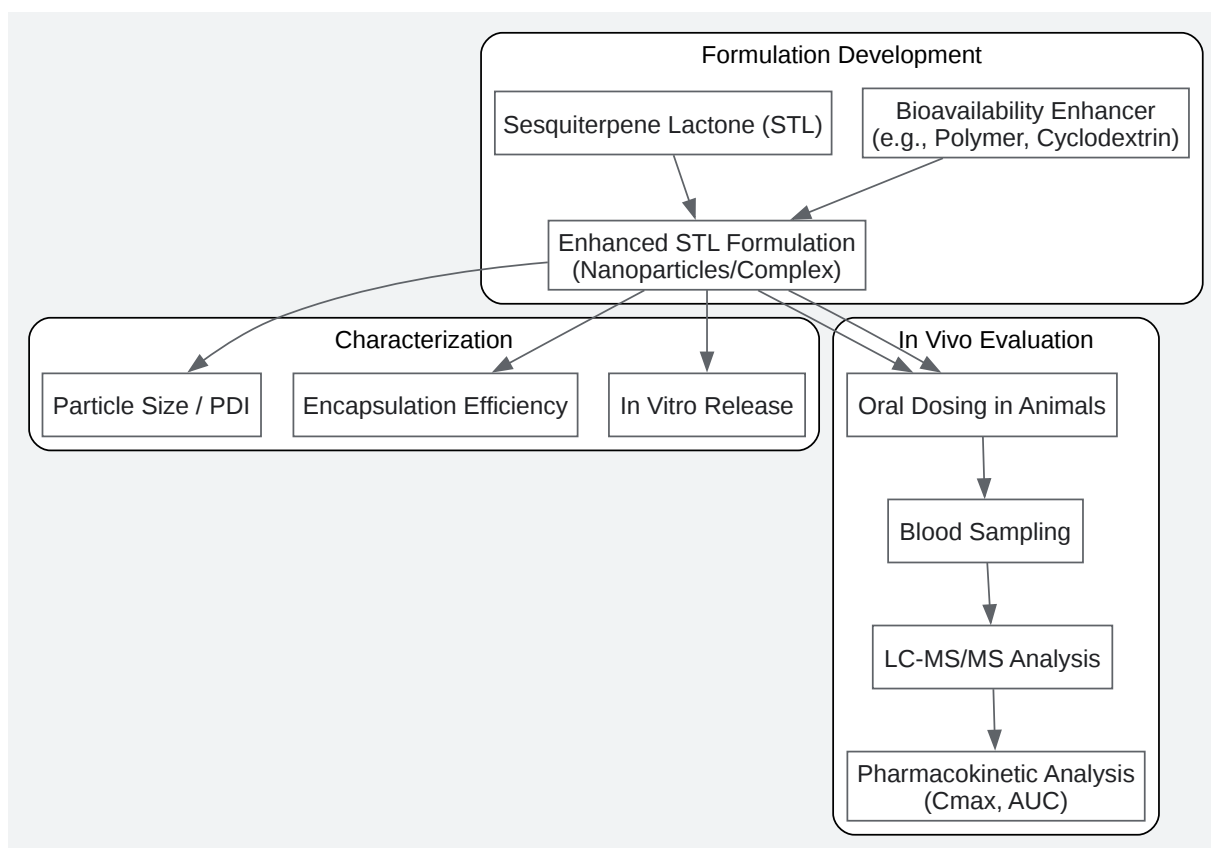 Formulation Development
Sesquiterpene Lactone (STL)
Bioavailability Enhancer
(e.g., Polymer, Cyclodextrin)
Enhanced STL Formulation
(Nanoparticles/Complex)
Characterization
Particle Size / PDI
Encapsulation Efficiency
In Vitro Release
In Vivo Evaluation
Oral Dosing in Animals
Blood Sampling
LC-MS/MS Analysis
Pharmacokinetic Analysis
(Cmax, AUC)